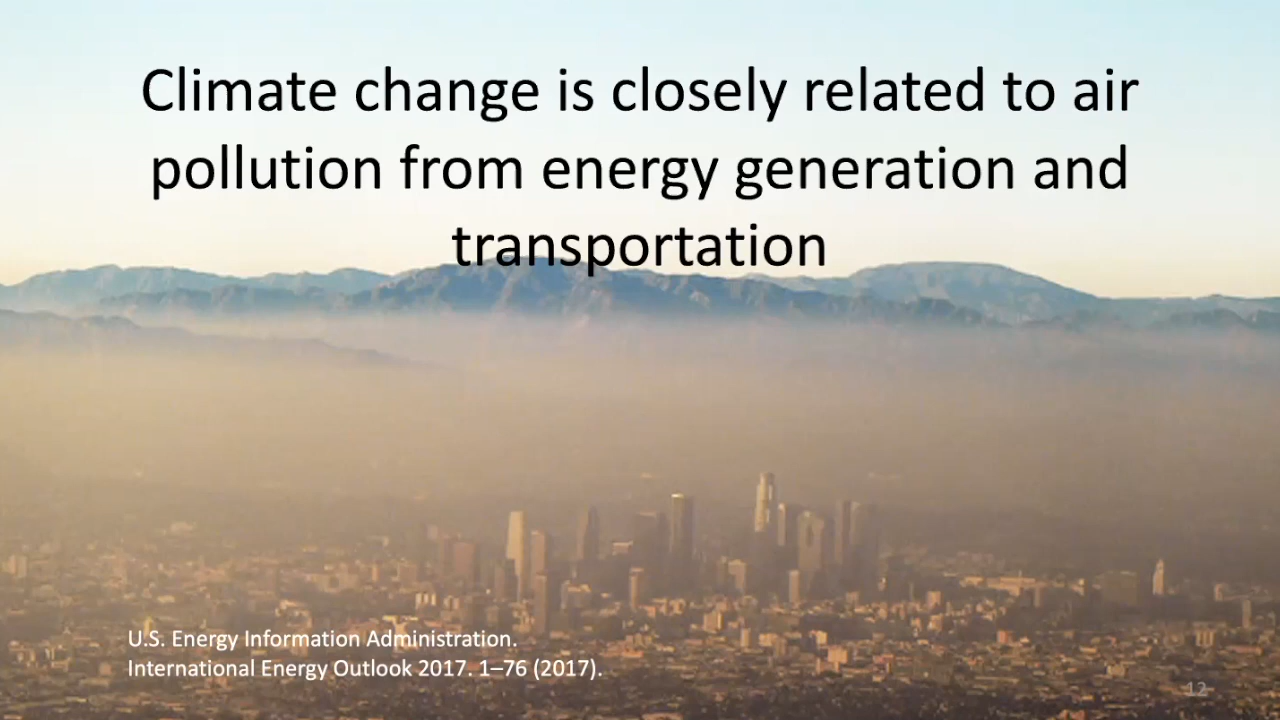 Climate change is closely related to air
pollution from energy generation and
transportation
U.S. Energy Information Administration.
International Energy Outlook 2017. 1–76 (2017).
12